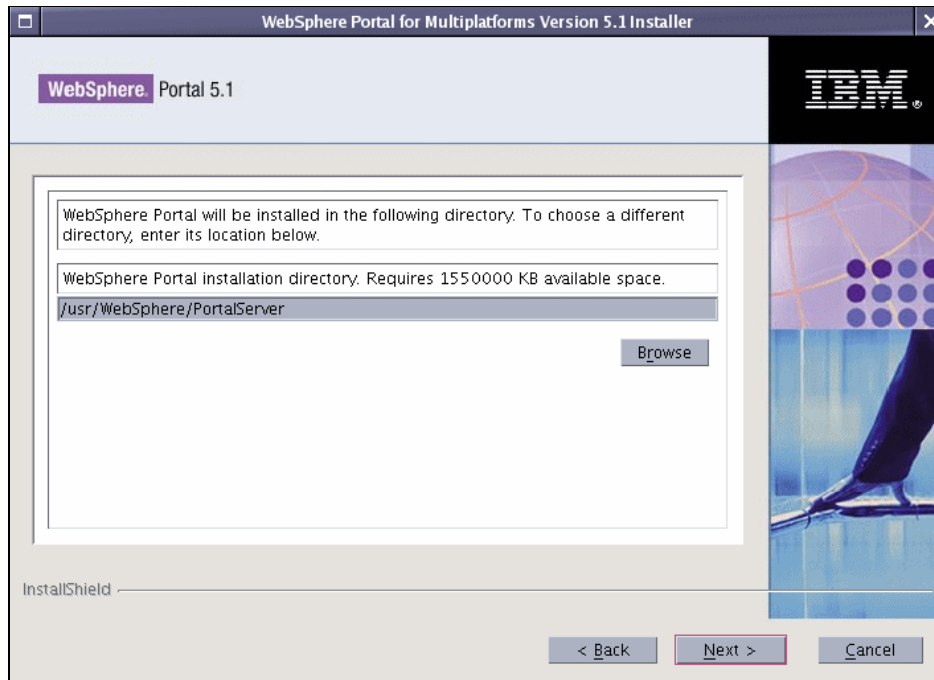 WebSphere Portal for Multiplatforms Version 5.1 Installer
WebSphere. Portal 5.1
IBM.®
WebSphere Portal will be installed in the following directory. To choose a different
directory, enter its location below.
WebSphere Portal installation directory. Requires 1550000 KB available space.
/usr/WebSphere/PortalServer
Browse
InstallShield
< Back
Next >
Cancel